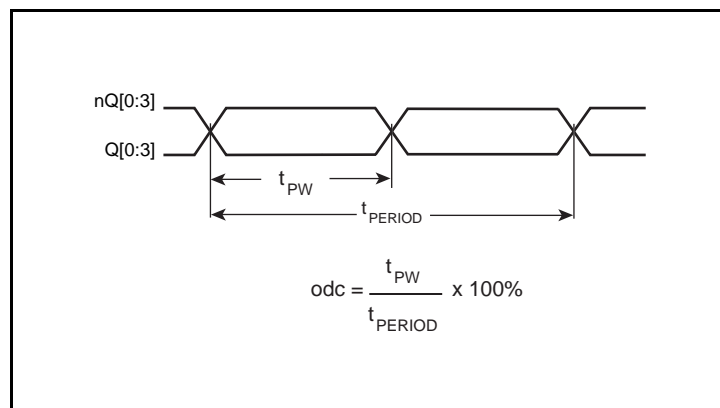 nQ[0:3]
Q[0:3]
tPW
tPERIOD
odc = tPW / tPERIOD x 100%